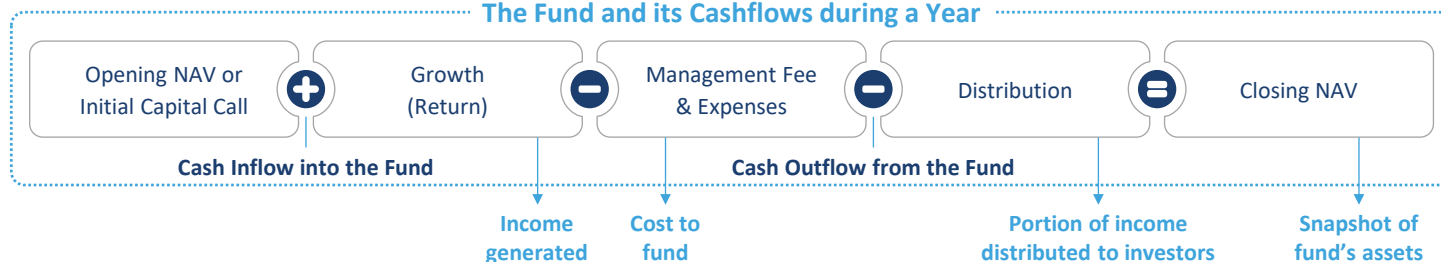 The Fund and its Cashflows during a Year
Opening NAV or
Initial Capital Call
Growth
(Return)
Management Fee
& Expenses
Distribution
Closing NAV
Cash Inflow into the Fund
Cash Outflow from the Fund
Income
generated
Cost to
fund
Portion of income
distributed to investors
Snapshot of
fund's assets